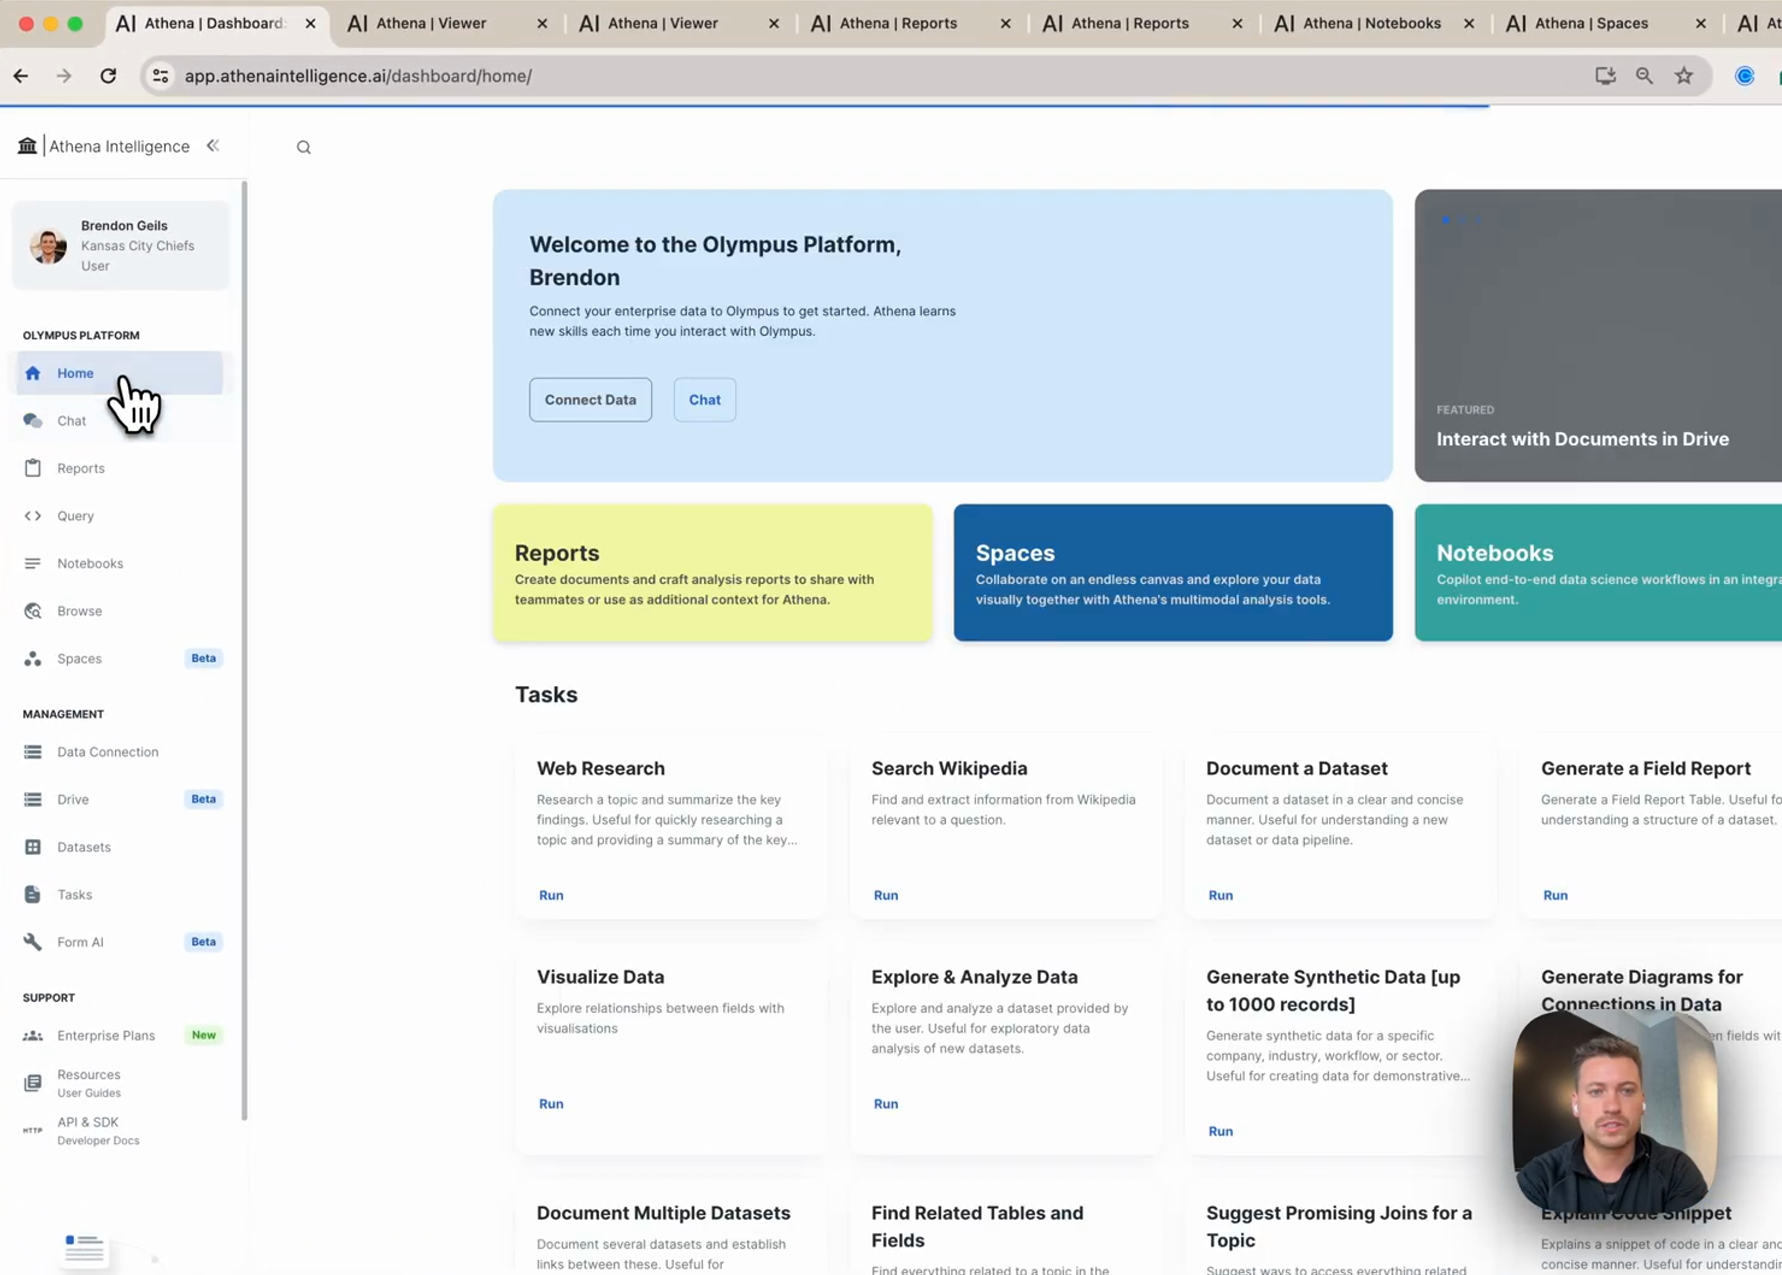 AI Athena | Dashboard:
AI Athena | Viewer
AI Athena | Viewer
AI Athena | Reports
AI Athena | Reports
AI Athena | Notebooks
AI Athena | Spaces
AI
app.athenaintelligence.ai/dashboard/home/
Athena Intelligence
Brendon Geils
Kansas City Chiefs
User
OLYMPUS PLATFORM
Home
Chat
Reports
Query
Notebooks
Browse
Spaces Beta
MANAGEMENT
Data Connection
Drive Beta
Datasets
Tasks
Form AI Beta
SUPPORT
Enterprise Plans New
Resources
User Guides
HTTP
API & SDK
Developer Docs
Welcome to the Olympus Platform,
Brendon
Connect your enterprise data to Olympus to get started. Athena learns
new skills each time you interact with Olympus.
Connect Data
Chat
FEATURED
Interact with Documents in Drive
Reports
Create documents and craft analysis reports to share with
teammates or use as additional context for Athena.
Spaces
Collaborate on an endless canvas and explore your data
visually together with Athena's multimodal analysis tools.
Notebooks
Copilot end-to-end data science workflows in an
environment.
Tasks
Web Research
Research a topic and summarize the key
findings. Useful for quickly researching a
topic and providing a summary of the key...
Run
Search Wikipedia
Find and extract information from Wikipedia
relevant to a question.
Run
Document a Dataset
Document a dataset in a clear and concise
manner. Useful for understanding a new
dataset or data pipeline.
Run
Generate a Field Report
Generate a Field Report Table. Useful
understanding a structure of a dataset.
Run
Visualize Data
Explore relationships between fields with
visualisations
Run
Explore & Analyze Data
Explore and analyze a dataset provided by
the user. Useful for exploratory data
analysis of new datasets.
Run
Generate Synthetic Data [up
to 1000 records]
Generate synthetic data for a specific
company, industry, workflow, or sector.
Useful for creating data for demonstrative...
Run
Generate Diagrams for
Connections in Data
fields
Document Multiple Datasets
Document several datasets and establish
links between these. Useful for
Find Related Tables and
Fields
Find everything related to a topic in the
Suggest Promising Joins for a
Topic
Suggest ways to access everything related
Explain Code Snippet
Explains a snippet of code in a clear
concise manner. Useful for